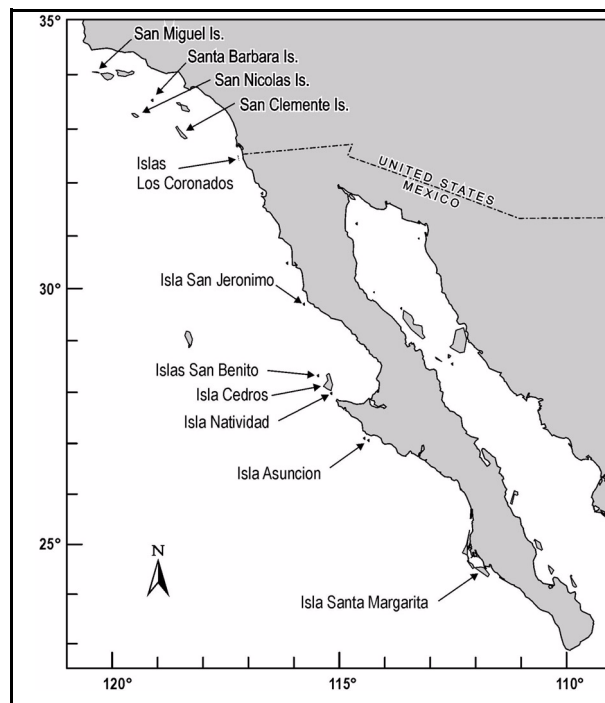 35°
San Miguel Is.
Santa Barbara Is.
San Nicolas Is.
San Clemente Is.
Islas
Los Coronados
UNITED STATES
MEXICO
Isla San Jeronimo
30°
Islas San Benito
Isla Cedros
Isla Natividad
Isla Asuncion
25°
N
Isla Santa Margarita
120°
115°
110°